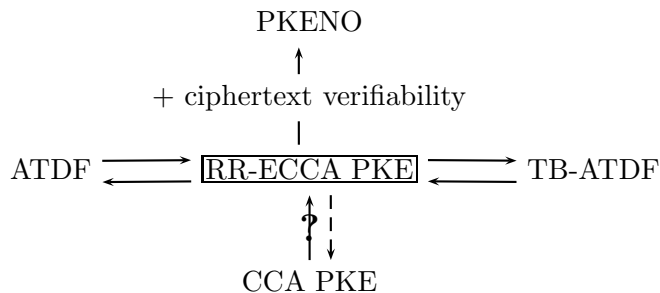 PKENO
+ ciphertext verifiability
ATDF RR-ECCA PKE TB-ATDF
?
CCA PKE